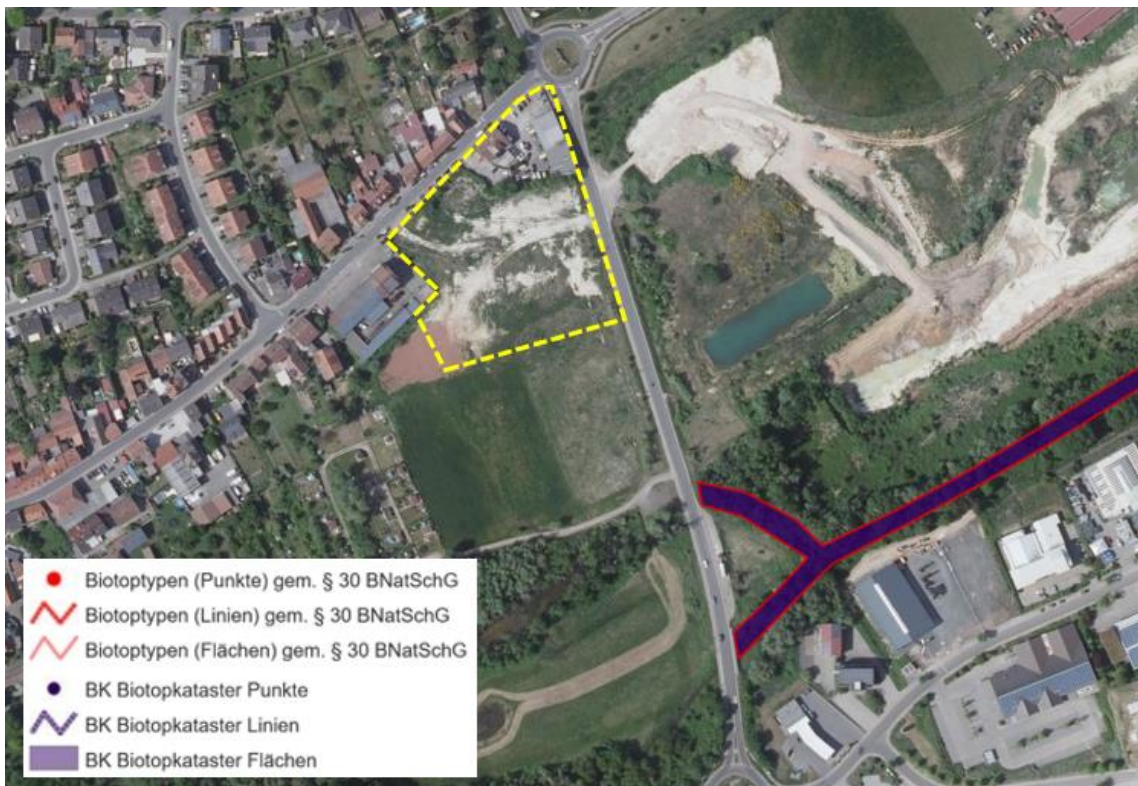 Biotoptypen (Punkte) gem. § 30 BNatSchG
Biotoptypen (Linien) gem. § 30 BNatSchG
Biotoptypen (Flächen) gem. § 30 BNatSchG
BK Biotopkataster Punkte
BK Biotopkataster Linien
BK Biotopkataster Flächen